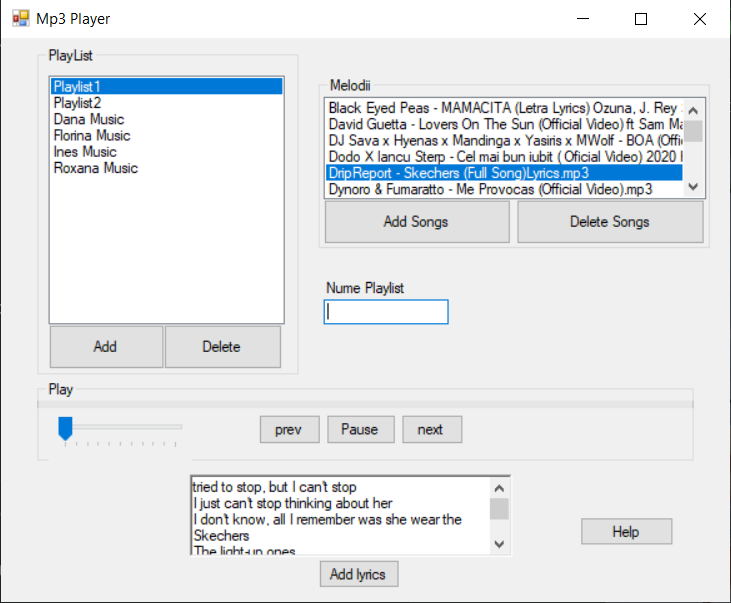 Mp3 Player
PlayList
Playlist1
Playlist2
Dana Music
Florina Music
Ines Music
Roxana Music
Add
Delete
Melodii
Black Eyed Peas - MAMACITA (Letra Lyrics) Ozuna, J. Rey
David Guetta - Lovers On The Sun (Official Video) ft Sam
DJ Sava x Hyenas x Mandinga x Yasiris x MWolf - BOA
Dodo X Iancu Sterp - Cel mai bun iubit ( Oficial Video) 2020
DripReport - Skechers (Full Song)Lyrics.mp3
Dynoro & Fumaratto - Me Provocas (Official Video).mp3
Add Songs
Delete Songs
Nume Playlist
Play
prev
Pause
next
tried to stop, but I can't stop
I just can't stop thinking about her
I don't know, all I remember was she wear the
Skechers
The light-up ones
Add lyrics
Help